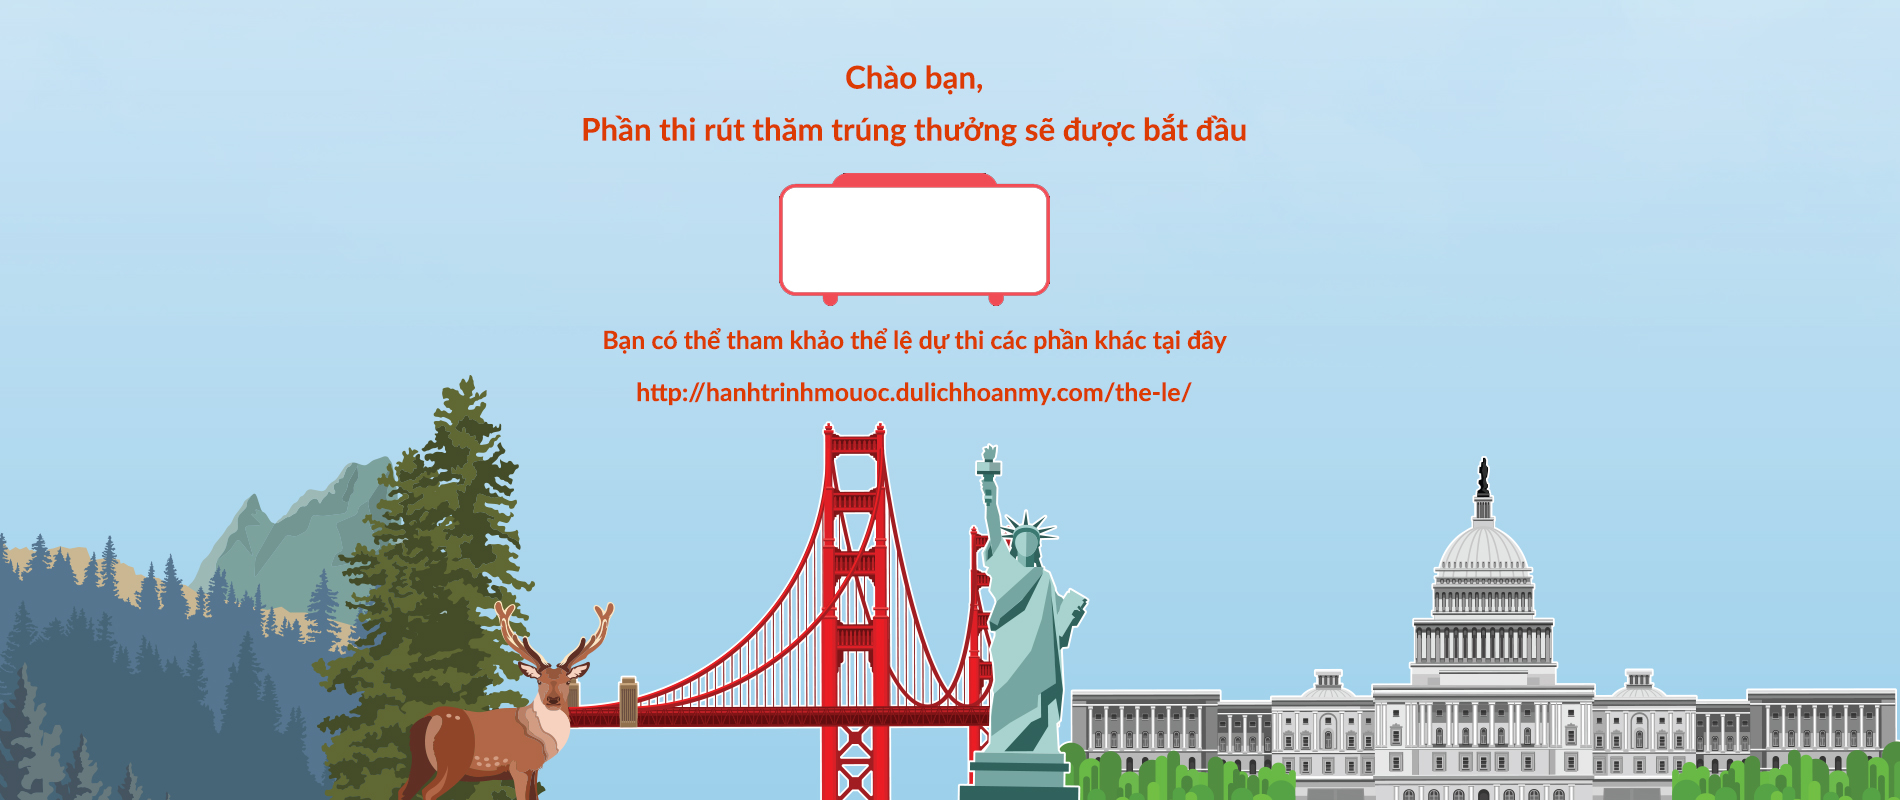 Chào bạn,
Phần thi rút thăm trúng thưởng sẽ được bắt đầu
Bạn có thể tham khảo thể lệ dự thi các phần khác tại đây
http://hanhtrinhmouoc.dulichhoanmy.com/the-le/